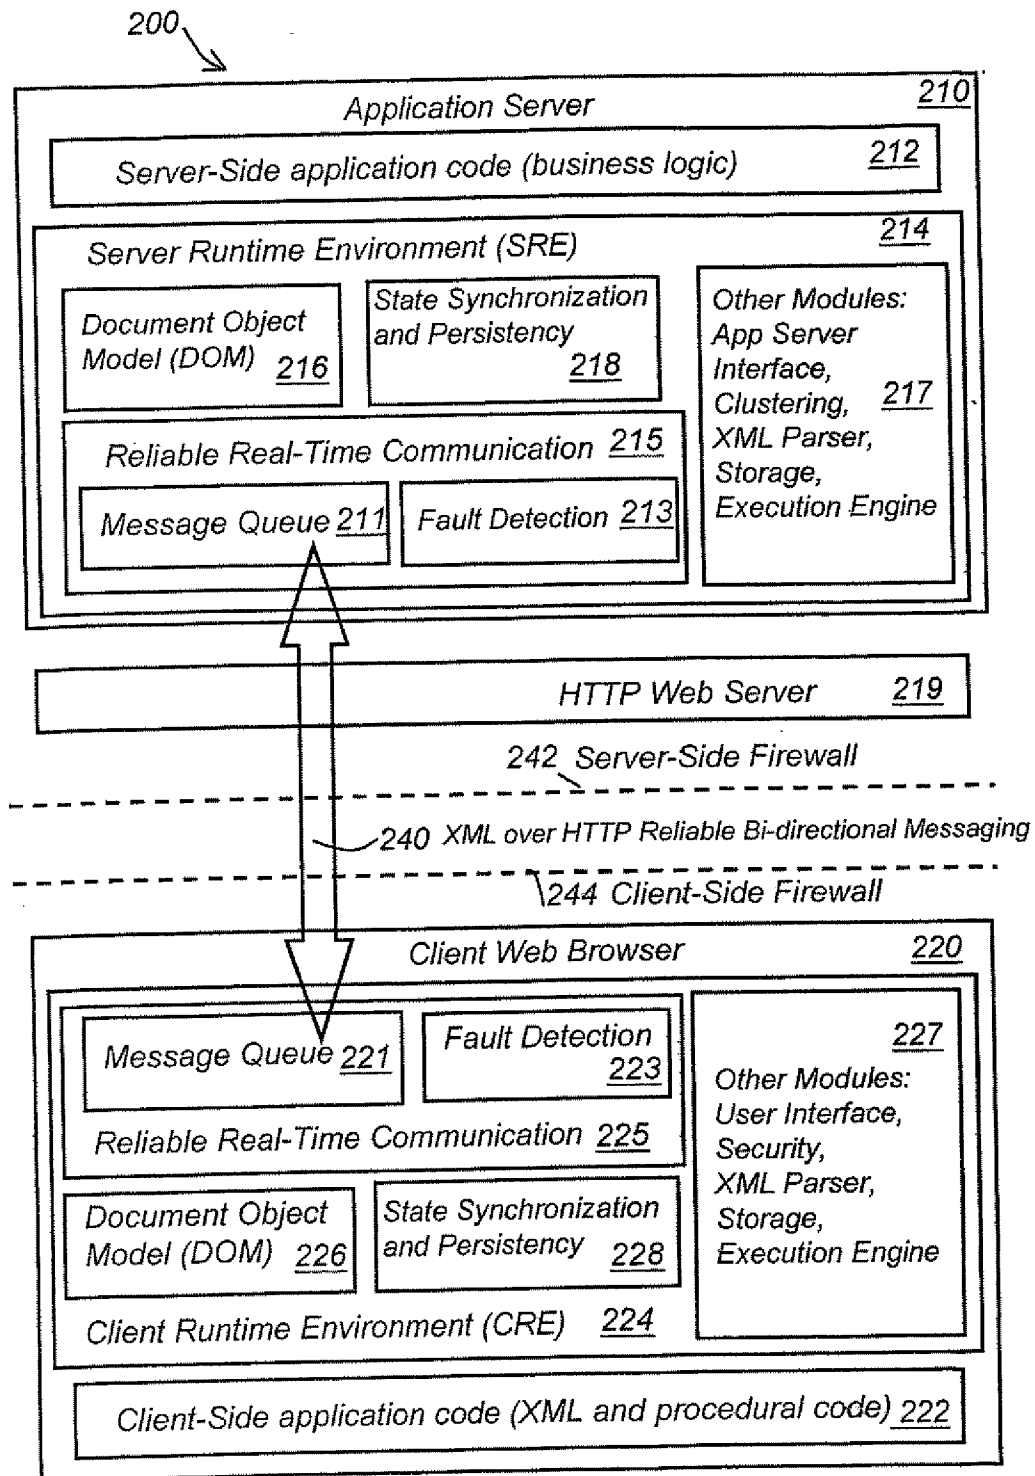 200
Application Server 210
Server-Side application code (business logic) 212
Server Runtime Environment (SRE) 214
Document Object
Model (DOM) 216
State Synchronization
and Persistency
218
Other Modules:
App Server
Interface,
Clustering, 217
XML Parser,
Storage,
Execution Engine
Reliable Real-Time Communication 215
Message Queue 211
Fault Detection 213
HTTP Web Server 219
242 Server-Side Firewall
240 XML over HTTP Reliable Bi-directional Messaging
244 Client-Side Firewall
Client Web Browser 220
Message Queue 221
Fault Detection
223
Reliable Real-Time Communication 225
227
Other Modules:
User Interface,
Security,
XML Parser,
Storage,
Execution Engine
Document Object
Model (DOM) 226
State Synchronization
and Persistency 228
Client Runtime Environment (CRE) 224
Client-Side application code (XML and procedural code) 222